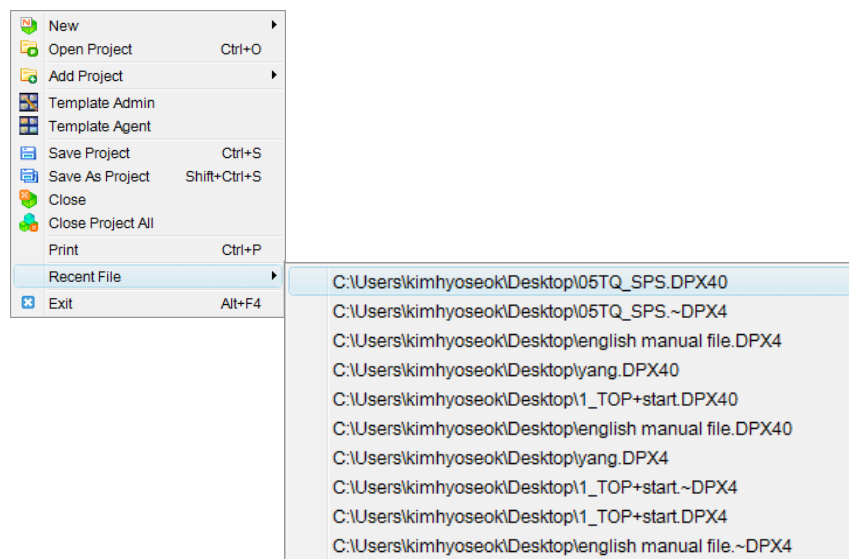 New
Open Project Ctrl+O
Add Project
Template Admin
Template Agent
Save Project Ctrl+S
Save As Project Shift+Ctrl+S
Close
Close Project All
Print Ctrl+P
Recent File
Exit Alt+F4
C:\Users\kimhyoseok\Desktop\05TQ_SPS.DPX40
C:\Users\kimhyoseok\Desktop\05TQ_SPS.~DPX4
C:\Users\kimhyoseok\Desktop\english manual file.DPX4
C:\Users\kimhyoseok\Desktop\yang.DPX40
C:\Users\kimhyoseok\Desktop\1_TOP+start.DPX40
C:\Users\kimhyoseok\Desktop\english manual file.DPX40
C:\Users\kimhyoseok\Desktop\yang.DPX4
C:\Users\kimhyoseok\Desktop\1_TOP+start.~DPX4
C:\Users\kimhyoseok\Desktop\1_TOP+start.DPX4
C:\Users\kimhyoseok\Desktop\english manual file.~DPX4